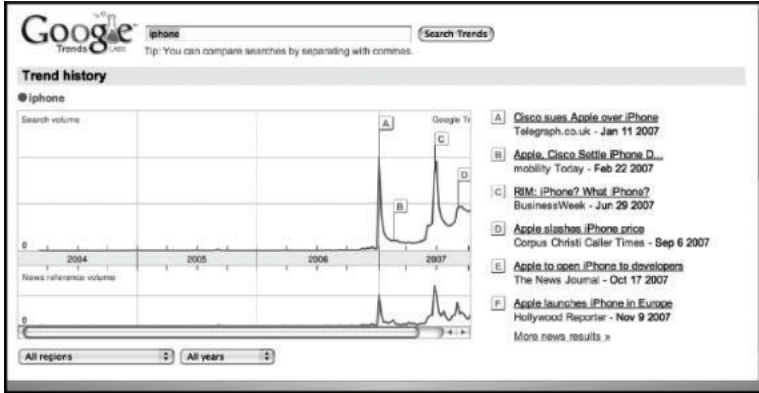 Google
Trends LABS
iphone
Search Trends
Tip: You can compare searches by separating with commas.
Trend history
iphone
Search volume
Google Tr
A
C
D
B
0
2004 2005 2006 2007
News reference volume
0
All regions
All years
A Cisco sues Apple over iPhone
Telegraph.co.uk - Jan 11 2007
B Apple, Cisco Settle iPhone D...
mobility Today - Feb 22 2007
C RIM: iPhone? What iPhone?
BusinessWeek - Jun 29 2007
D Apple slashes iPhone price
Corpus Christi Caller Times - Sep 6 2007
E Apple to open iPhone to developers
The News Journal - Oct 17 2007
F Apple launches iPhone in Europe
Hollywood Reporter - Nov 9 2007
More news results »